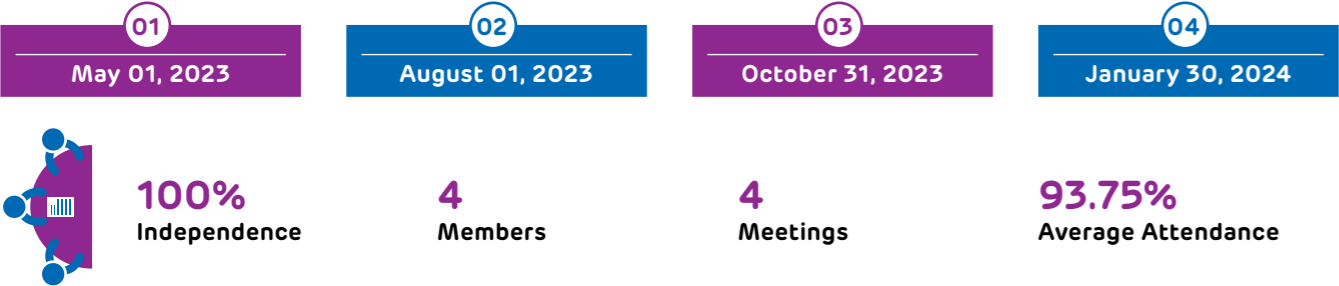 01
May 01, 2023
02
August 01, 2023
03
October 31, 2023
04
January 30, 2024
100%
Independence
4
Members
4
Meetings
93.75%
Average Attendance